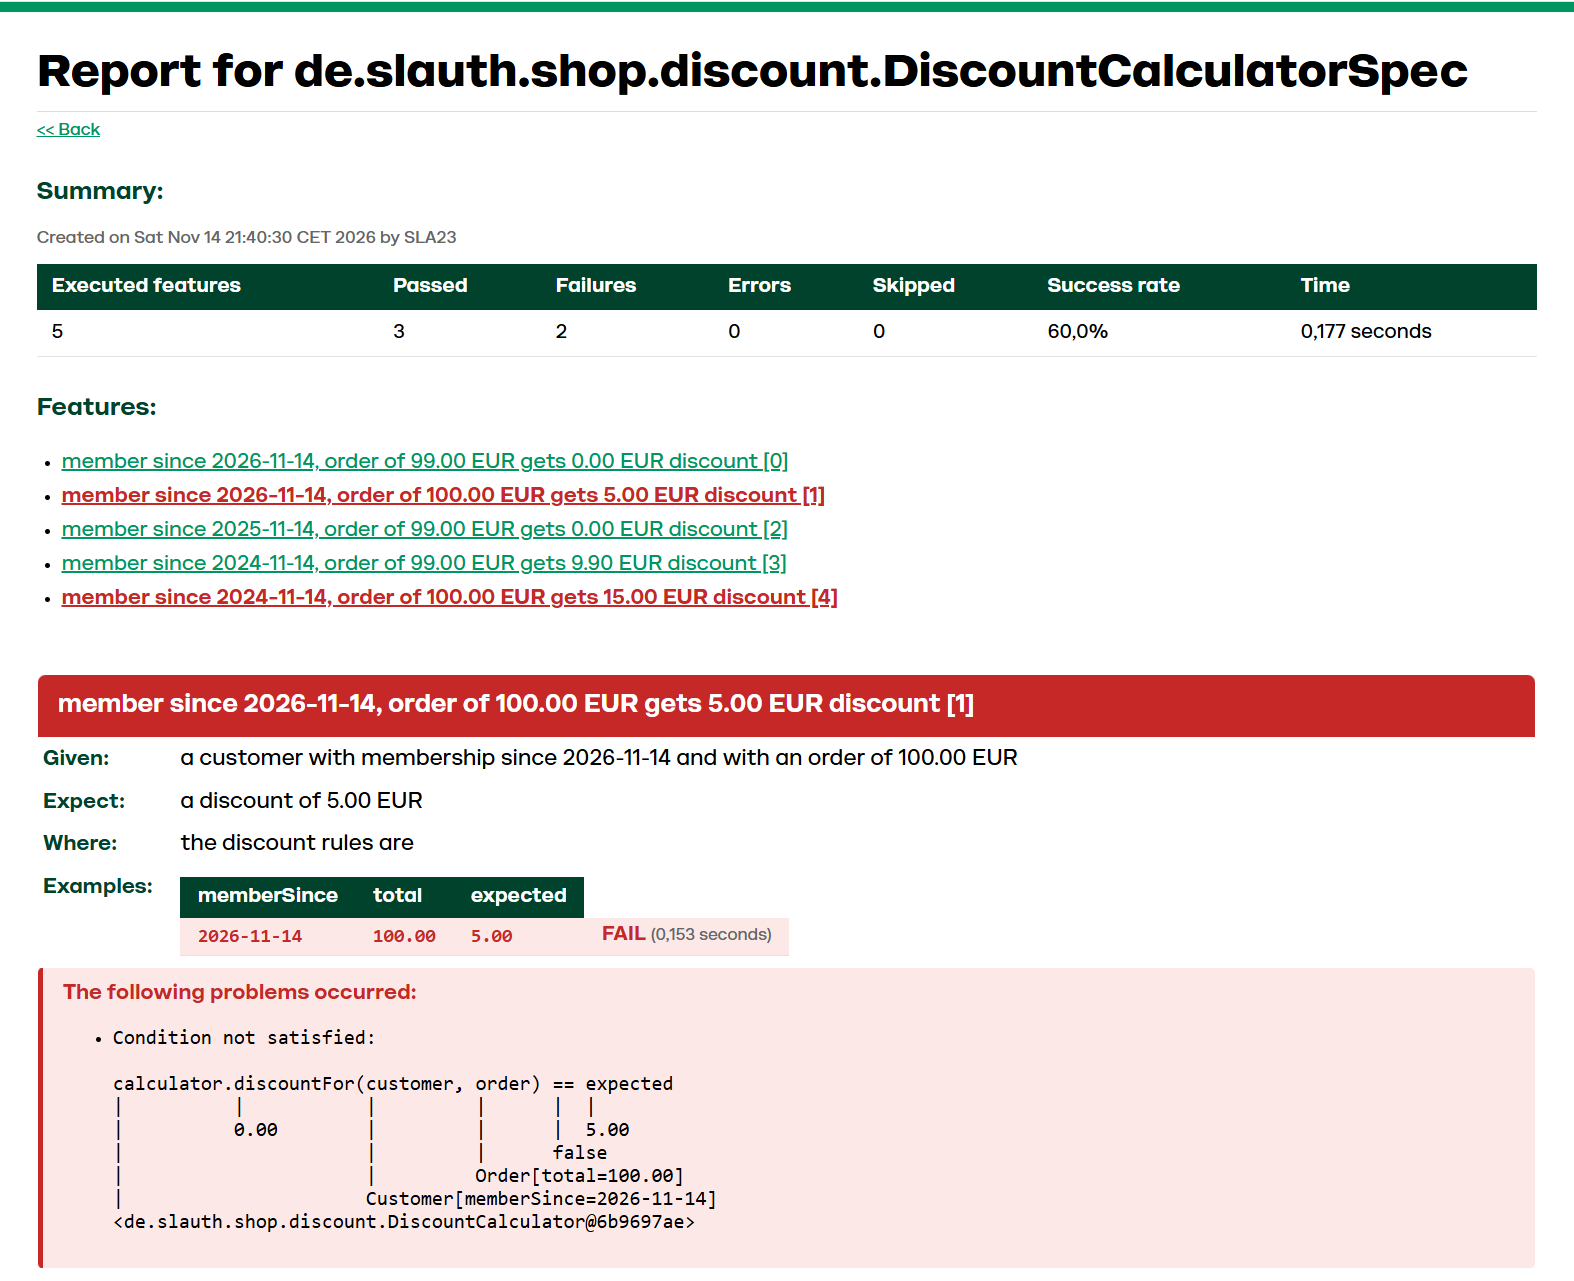 Report for de.slauth.shop.discount.DiscountCalculatorSpec
<< Back
Summary:
Created on Sat Nov 14 21:40:30 CET 2026 by SLA23
Executed features Passed Failures Errors Skipped Success rate Time
5 3 2 0 0 60,0% 0,177 seconds
Features:
• member since 2026-11-14, order of 99.00 EUR gets 0.00 EUR discount [0]
• member since 2026-11-14, order of 100.00 EUR gets 5.00 EUR discount [1]
• member since 2025-11-14, order of 99.00 EUR gets 0.00 EUR discount [2]
• member since 2024-11-14, order of 99.00 EUR gets 9.90 EUR discount [3]
• member since 2024-11-14, order of 100.00 EUR gets 15.00 EUR discount [4]
member since 2026-11-14, order of 100.00 EUR gets 5.00 EUR discount [1]
Given: a customer with membership since 2026-11-14 and with an order of 100.00 EUR
Expect: a discount of 5.00 EUR
Where: the discount rules are
Examples: memberSince total expected
2026-11-14 100.00 5.00 FAIL (0,153 seconds)
The following problems occurred:
• Condition not satisfied:
calculator.discountFor(customer, order) == expected
|          |           |         |      |  |
|          0.00        |         |      |  5.00
|                      |         |      false
|                      |         Order[total=100.00]
|                      Customer[memberSince=2026-11-14]
<de.slauth.shop.discount.DiscountCalculator@6b9697ae>